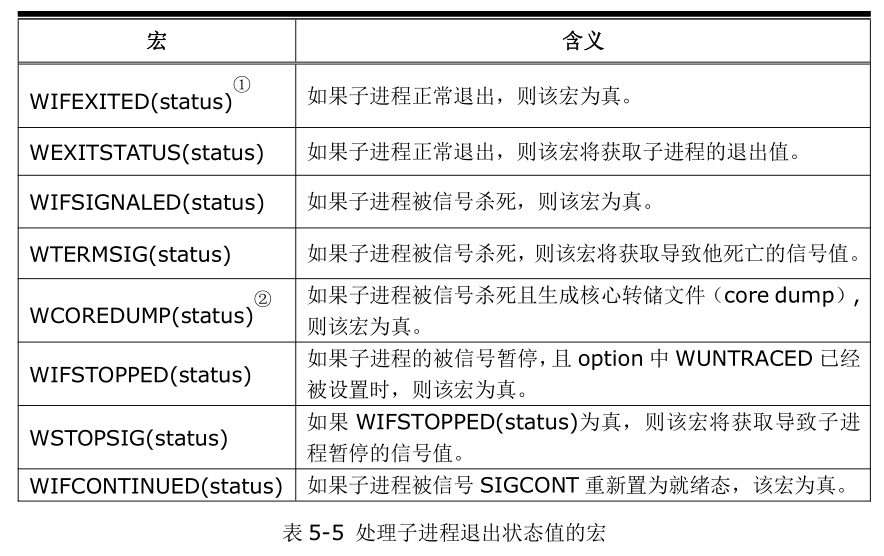 宏 含义
WIFEXITED(status)① 如果子进程正常退出，则该宏为真。
WEXITSTATUS(status) 如果子进程正常退出，则该宏将获取子进程的退出值。
WIFSIGNALED(status) 如果子进程被信号杀死，则该宏为真。
WTERMSIG(status) 如果子进程被信号杀死，则该宏将获取导致他死亡的信号值。
WCOREDUMP(status)② 如果子进程被信号杀死且生成核心转储文件（core dump），
则该宏为真。
WIFSTOPPED(status) 如果子进程的被信号暂停，且 option 中 WUNTRACED 已经
被设置时，则该宏为真。
WSTOPSIG(status) 如果 WIFSTOPPED(status)为真，则该宏将获取导致子进
程暂停的信号值。
WIFCONTINUED(status) 如果子进程被信号 SIGCONT 重新置为就绪态，该宏为真。
表 5-5 处理子进程退出状态值的宏